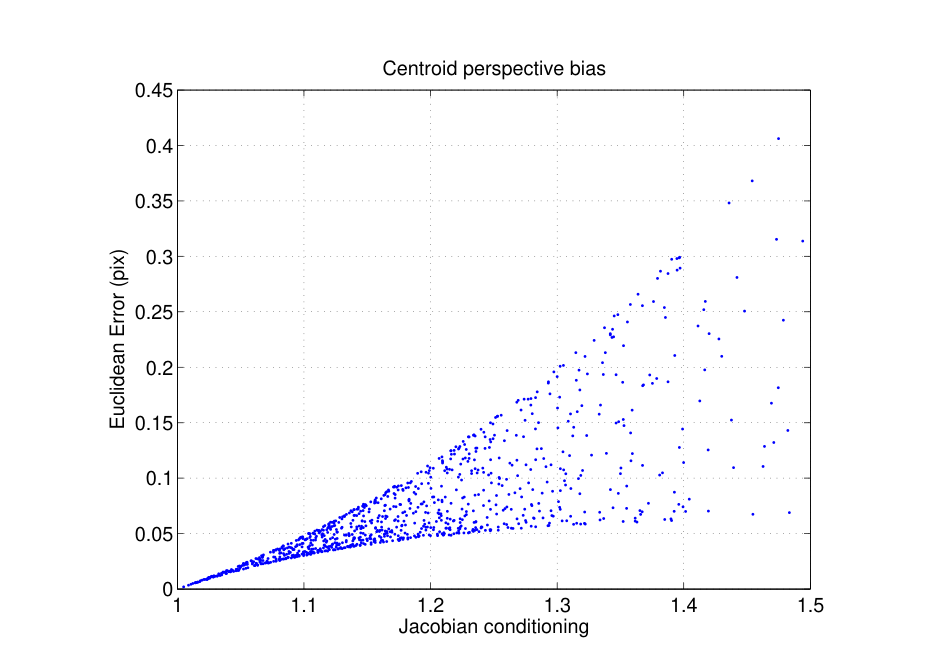 Centroid perspective bias
0.45
0.4
0.35
0.3
0.25
0.2
0.15
0.1
0.05
0
Euclidean Error (pix)
1 1.1 1.2 1.3 1.4 1.5
Jacobian conditioning